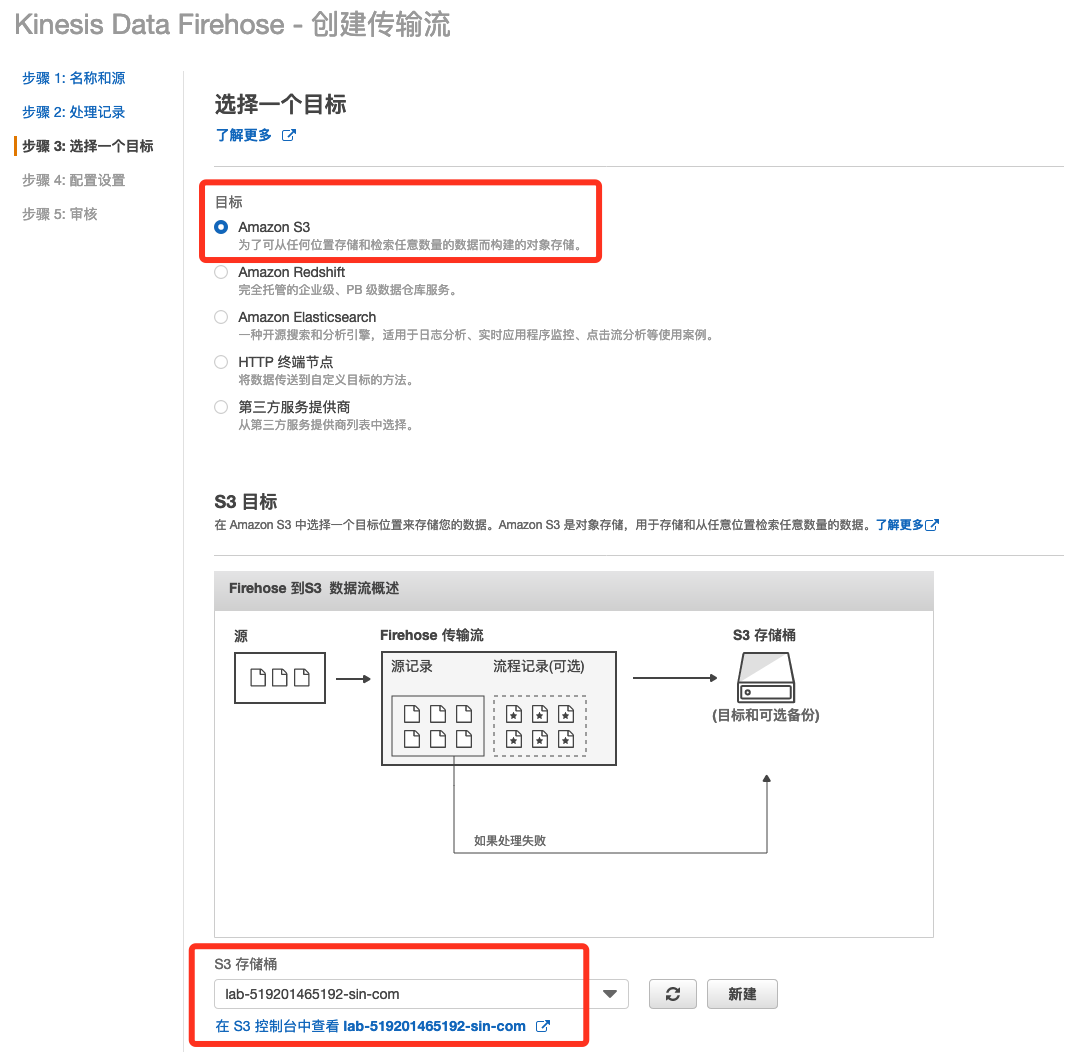 Kinesis Data Firehose - 创建传输流
步骤 1: 名称和源
步骤 2: 处理记录
步骤 3: 选择一个目标
步骤 4: 配置设置
步骤 5: 审核
选择一个目标
了解更多
目标
Amazon S3
为了可从任何位置存储和检索任意数量的数据而构建的对象存储。
Amazon Redshift
完全托管的企业级、PB 级数据仓库服务。
Amazon Elasticsearch
一种开源搜索和分析引擎，适用于日志分析、实时应用程序监控、点击流分析等使用案例。
HTTP 终端节点
将数据传送到自定义目标的方法。
第三方服务提供商
从第三方服务提供商列表中选择。
S3 目标
在 Amazon S3 中选择一个目标位置来存储您的数据。Amazon S3 是对象存储，用于存储和从任意位置检索任意数量的数据。了解更多
Firehose 到S3 数据流概述
源
Firehose 传输流
S3 存储桶
源记录
流程记录(可选)
(目标和可选备份)
如果处理失败
S3 存储桶
lab-519201465192-sin-com
新建
在 S3 控制台中查看 lab-519201465192-sin-com